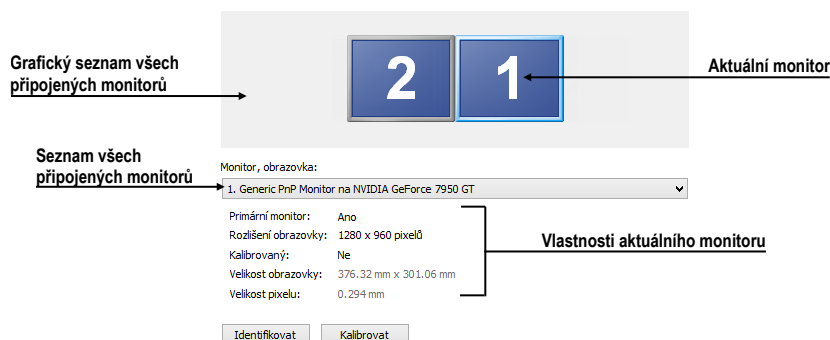 Grafický seznam všech
připojených monitorů
2
1
Aktuální monitor
Seznam všech
připojených monitorů
Monitor, obrazovka:
1. Generic PnP Monitor na NVIDIA GeForce 7950 GT
Primární monitor: Ano
Rozlišení obrazovky: 1280 x 960 pixelů
Kalibrovaný: Ne
Velikost obrazovky: 376.32 mm x 301.06 mm
Velikost pixelu: 0.294 mm
Vlastnosti aktuálního monitoru
Identifikovat
Kalibrovat